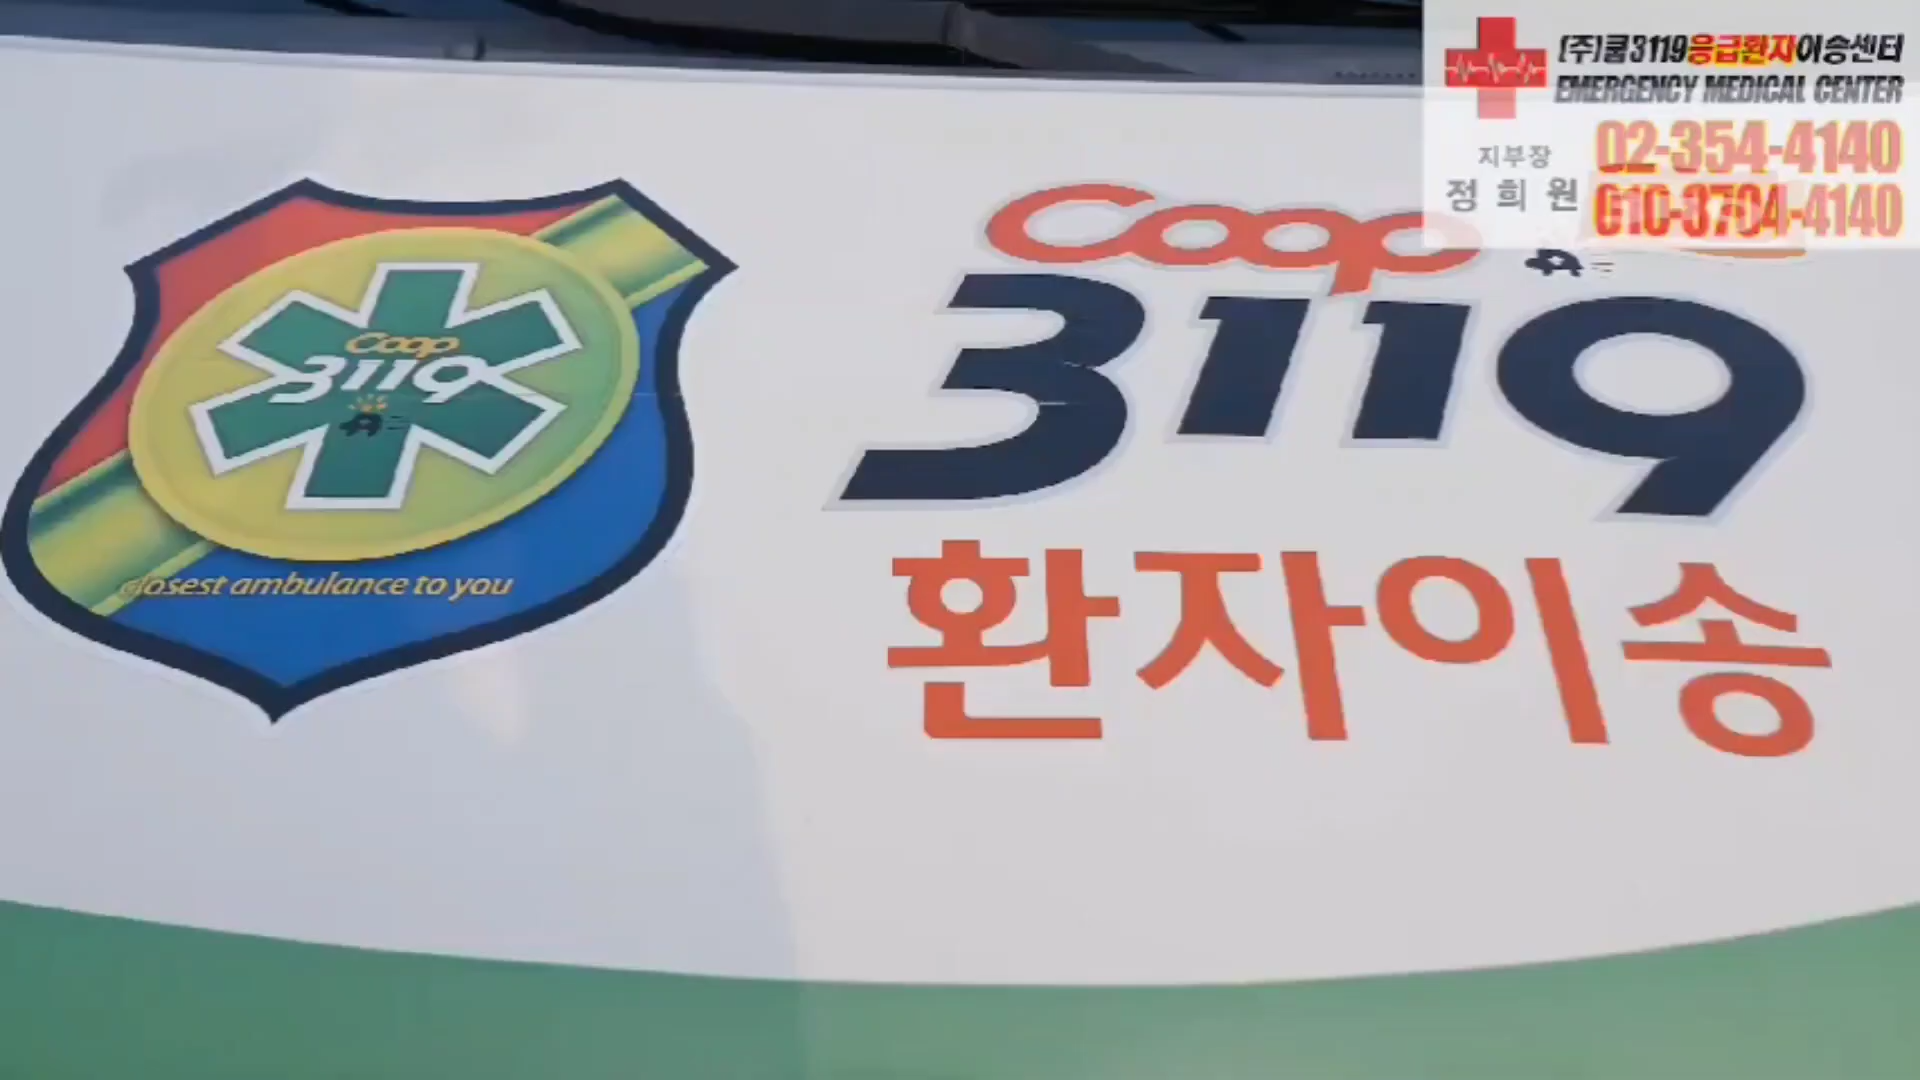 (주)쿱3119응급환자이송센터
EMERGENCY MEDICAL CENTER
지부장
정 희 원
02-354-4140
010-3704-4140
Coop
3119
환자이송
Coop
3119
closest ambulance to you